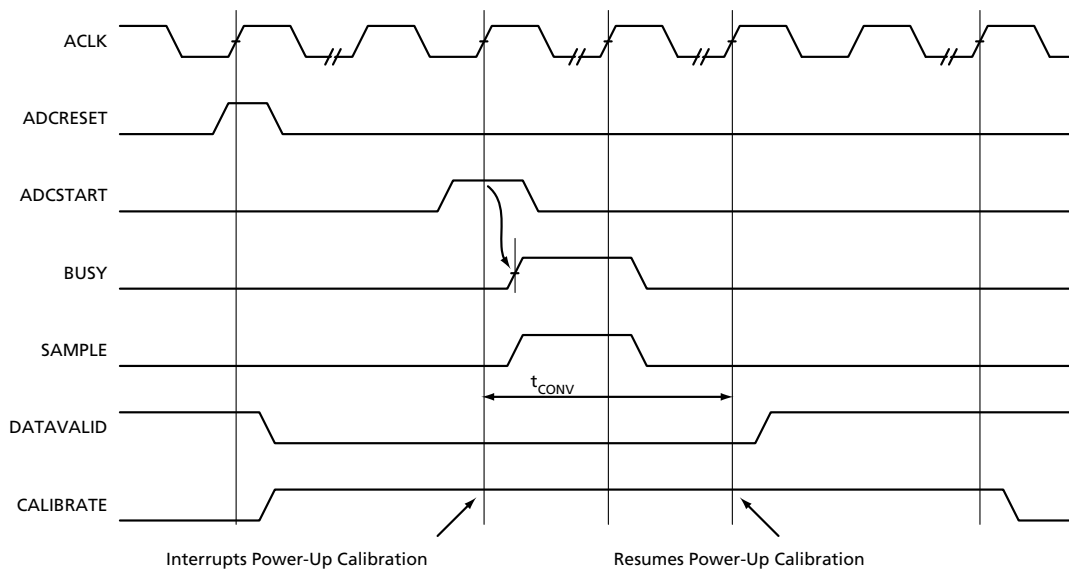 ACLK
ADCRESET
ADCSTART
BUSY
SAMPLE
tCONV
DATAVALID
CALIBRATE
Interrupts Power-Up Calibration
Resumes Power-Up Calibration